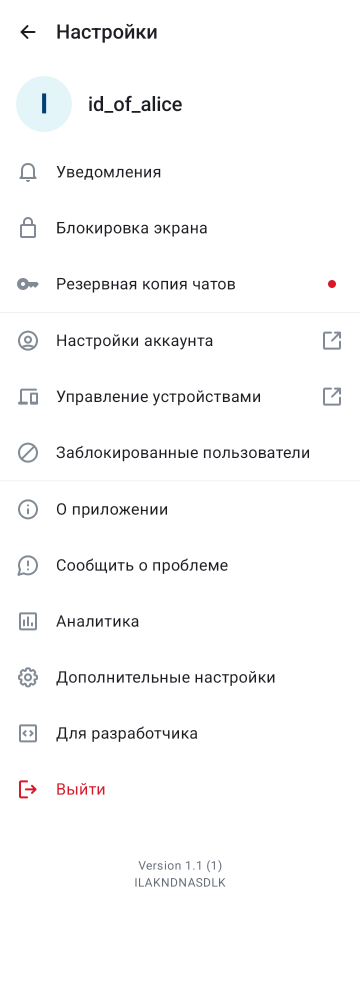 Настройки
I
id_of_alice
Уведомления
Блокировка экрана
Резервная копия чатов
Настройки аккаунта
Управление устройствами
Заблокированные пользователи
О приложении
Сообщить о проблеме
Аналитика
Дополнительные настройки
Для разработчика
Выйти
Version 1.1 (1)
ILAKNDNASDLK